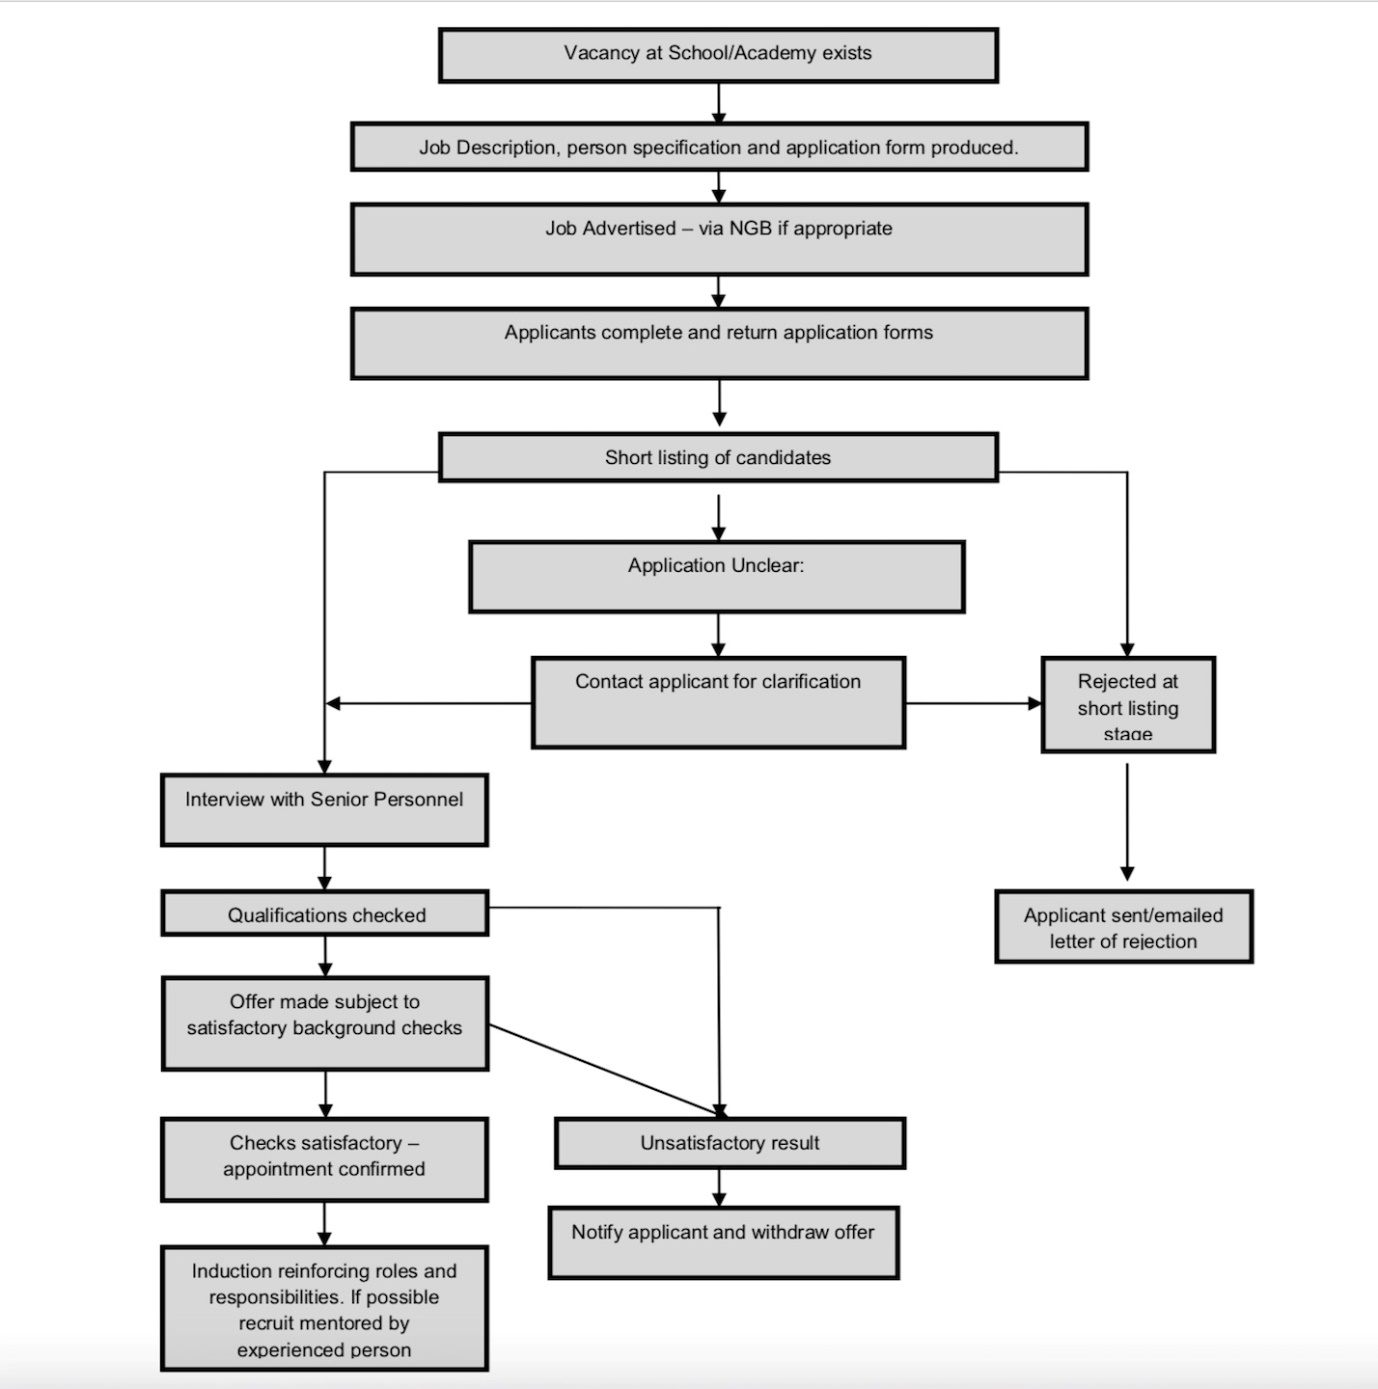 Vacancy at School/Academy exists
Job Description, person specification and application form produced.
Job Advertised – via NGB if appropriate
Applicants complete and return application forms
Short listing of candidates
Application Unclear:
Contact applicant for clarification
Rejected at
short listing
stage
Interview with Senior Personnel
Qualifications checked
Applicant sent/emailed
letter of rejection
Offer made subject to
satisfactory background checks
Checks satisfactory –
appointment confirmed
Unsatisfactory result
Notify applicant and withdraw offer
Induction reinforcing roles and
responsibilities. If possible
recruit mentored by
experienced person